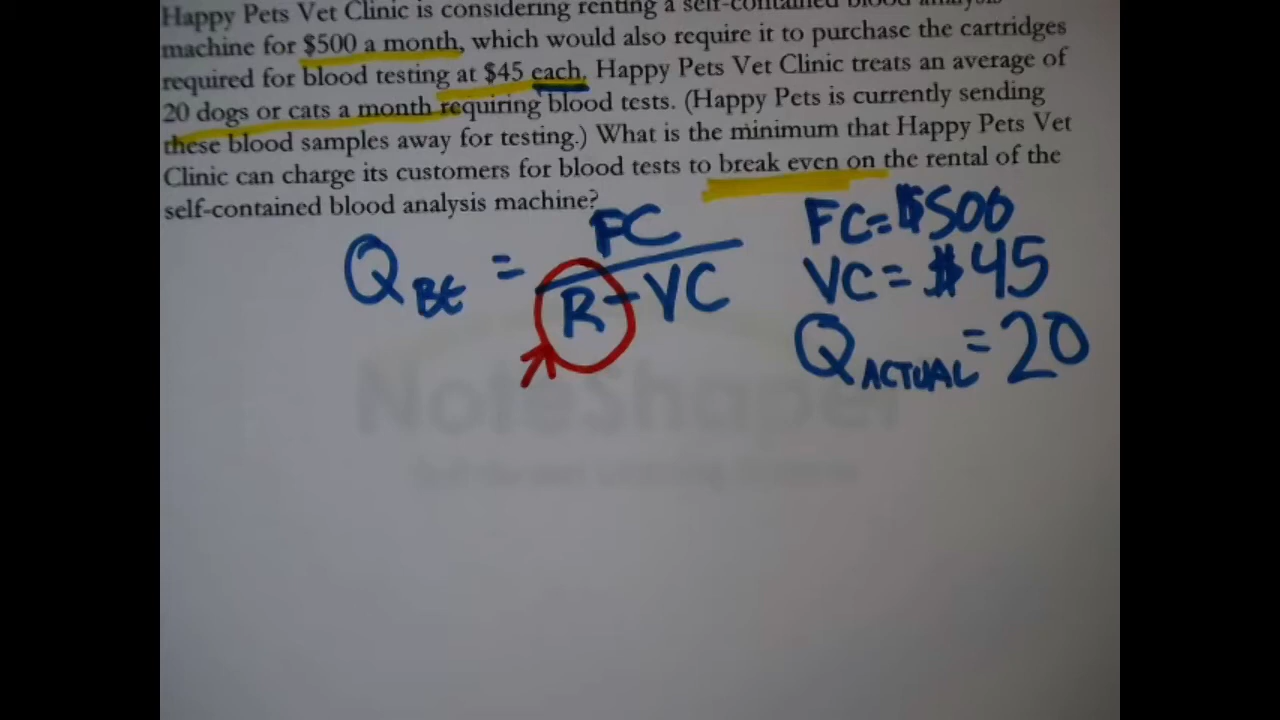 Happy Pets Vet Clinic is considering renting a self-contained blood analysis
machine for $500 a month, which would also require it to purchase the cartridges
required for blood testing at $45 each. Happy Pets Vet Clinic treats an average of
20 dogs or cats a month requiring blood tests. (Happy Pets is currently sending
these blood samples away for testing.) What is the minimum that Happy Pets Vet
Clinic can charge its customers for blood tests to break even on the rental of the
self-contained blood analysis machine?
Q BE = FC / R - VC
FC = $500
VC = $45
Q ACTUAL = 20
NoteShaper